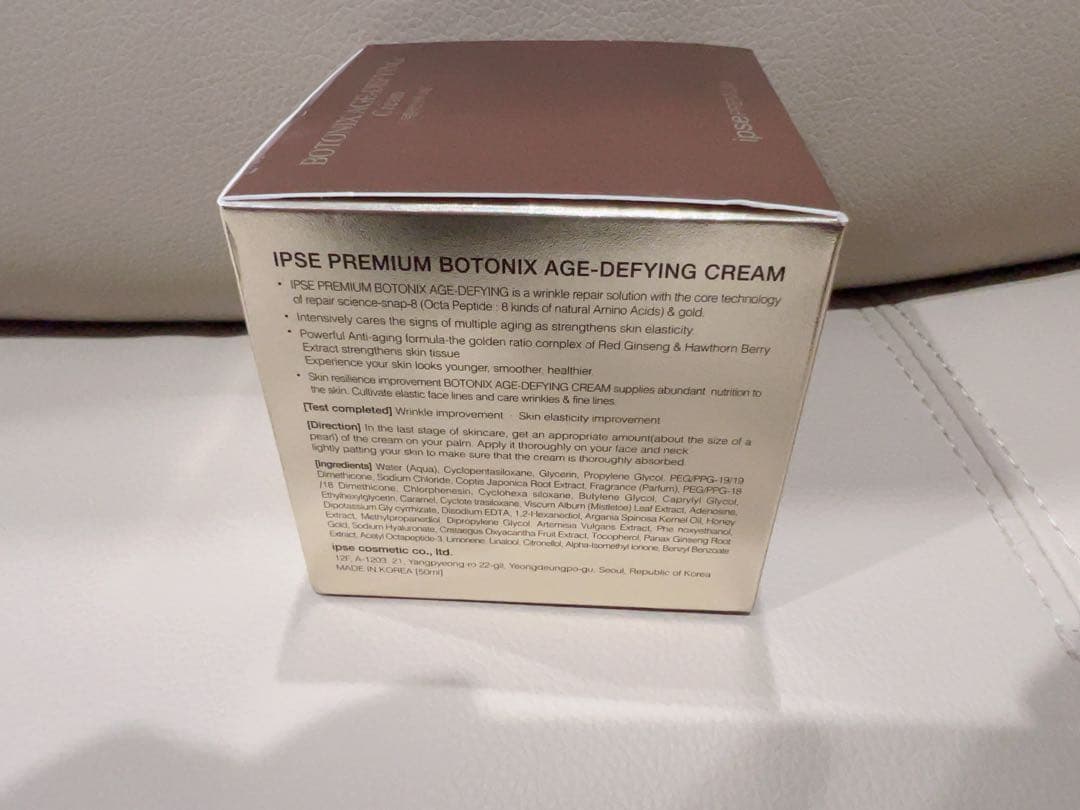 BOTONIX AGE-DEFYING
Cream
ipse
IPSE PREMIUM BOTONIX AGE-DEFYING CREAM
• IPSE PREMIUM BOTONIX AGE-DEFYING is a wrinkle repair solution with the core technology
of repair science-snap-8 (Octa Peptide : 8 kinds of natural Amino Acids) & gold.
• Intensively cares the signs of multiple aging as strengthens skin elasticity.
• Powerful Anti-aging formula-the golden ratio complex of Red Ginseng & Hawthorn Berry
Extract strengthens skin tissue
Experience your skin looks younger, smoother, healthier.
• Skin resilience improvement BOTONIX AGE-DEFYING CREAM supplies abundant nutrition to
the skin. Cultivate elastic face lines and care wrinkles & fine lines.
[Test completed] Wrinkle improvement · Skin elasticity improvement
[Direction] In the last stage of skincare, get an appropriate amount(about the size of a
pearl) of the cream on your palm. Apply it thoroughly on your face and neck
lightly patting your skin to make sure that the cream is thoroughly absorbed.
[Ingredients] Water (Aqua), Cyclopentasiloxane, Glycerin, Propylene Glycol, PEG/PPG-19/19
Dimethicone, Sodium Chloride, Coptis Japonica Root Extract, Fragrance (Parfum), PEG/PPG-18
/18 Dimethicone, Chlorphenesin, Cyclohexa siloxane, Butylene Glycol, Caprylyl Glycol,
Ethylhexylglycerin, Caramel, Cyclote trasiloxane, Viscum Album (Mistletoe) Leaf Extract, Adenosine,
Dipotassium Gly cyrrhizate, Disodium EDTA, 1,2-Hexanediol, Argania Spinosa Kernel Oil, Honey
Extract, Methylpropanediol, Dipropylene Glycol, Artemisia Vulgaris Extract, Phe noxyethanol,
Gold, Sodium Hyaluronate, Crataegus Oxyacantha Fruit Extract, Tocopherol, Panax Ginseng Root
Extract, Acetyl Octapeptide-3, Limonene, Linalool, Citronellol, Alpha-Isomethyl Ionone, Benzyl Benzoate
ipse cosmetic co., ltd.
12F, A-1203, 21, Yangpyeong-ro 22-gil, Yeongdeungpo-gu, Seoul, Republic of Korea
MADE IN KOREA [50ml]